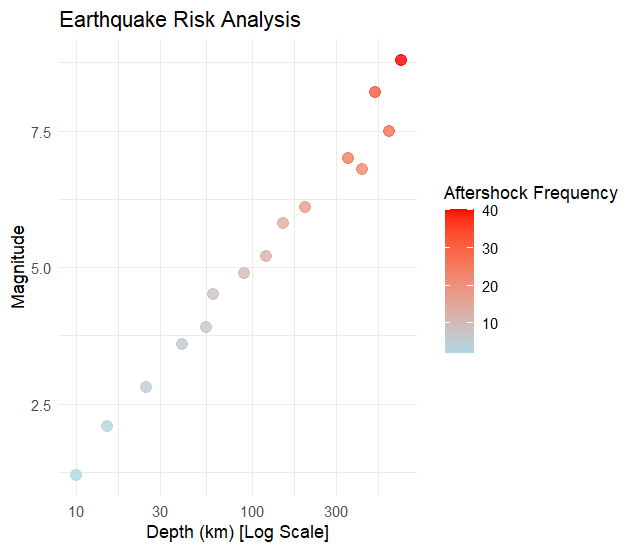 Earthquake Risk Analysis
Magnitude
7.5
5.0
2.5
10
30
100
300
Depth (km) [Log Scale]
Aftershock Frequency
40
30
20
10